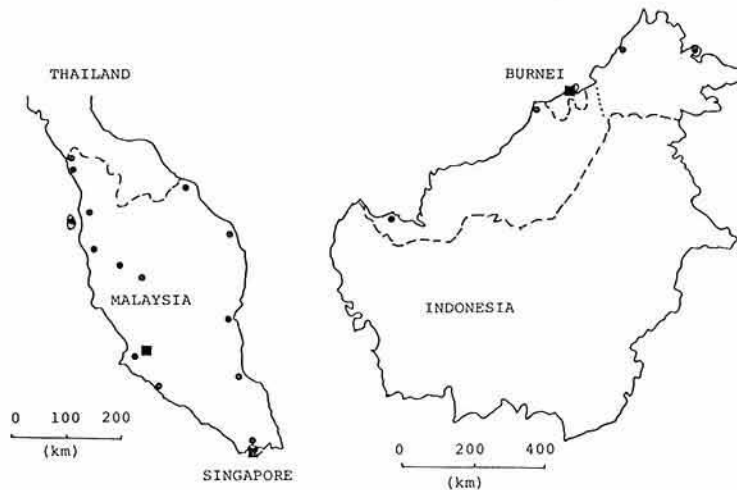 THAILAND
BURNEI
MALAYSIA
INDONESIA
0 100 200
(km)
SINGAPORE
0 200 400
(km)